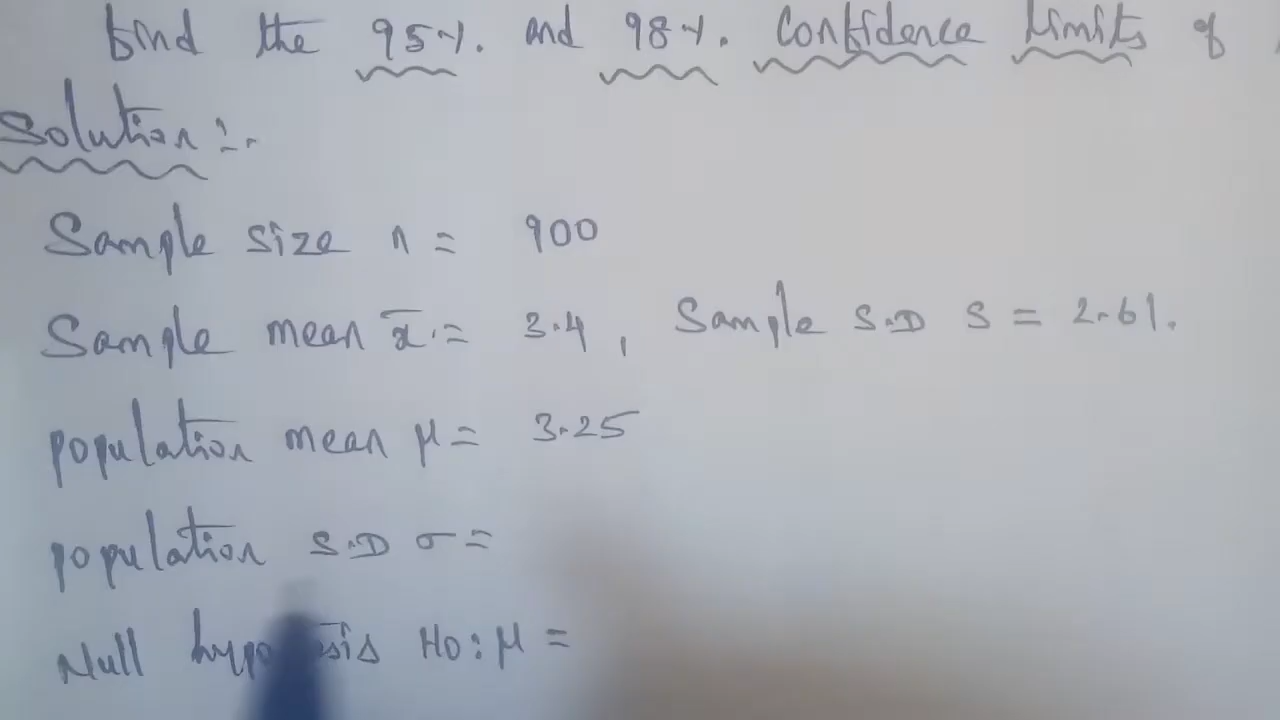 find the 95%. and 98%. Confidence limits of
Solution :-
Sample size n = 900
Sample mean x̄ = 3.4, Sample S.D S = 2.61.
population mean μ = 3.25
population S.D σ =
Null hypothesis H0 : μ =